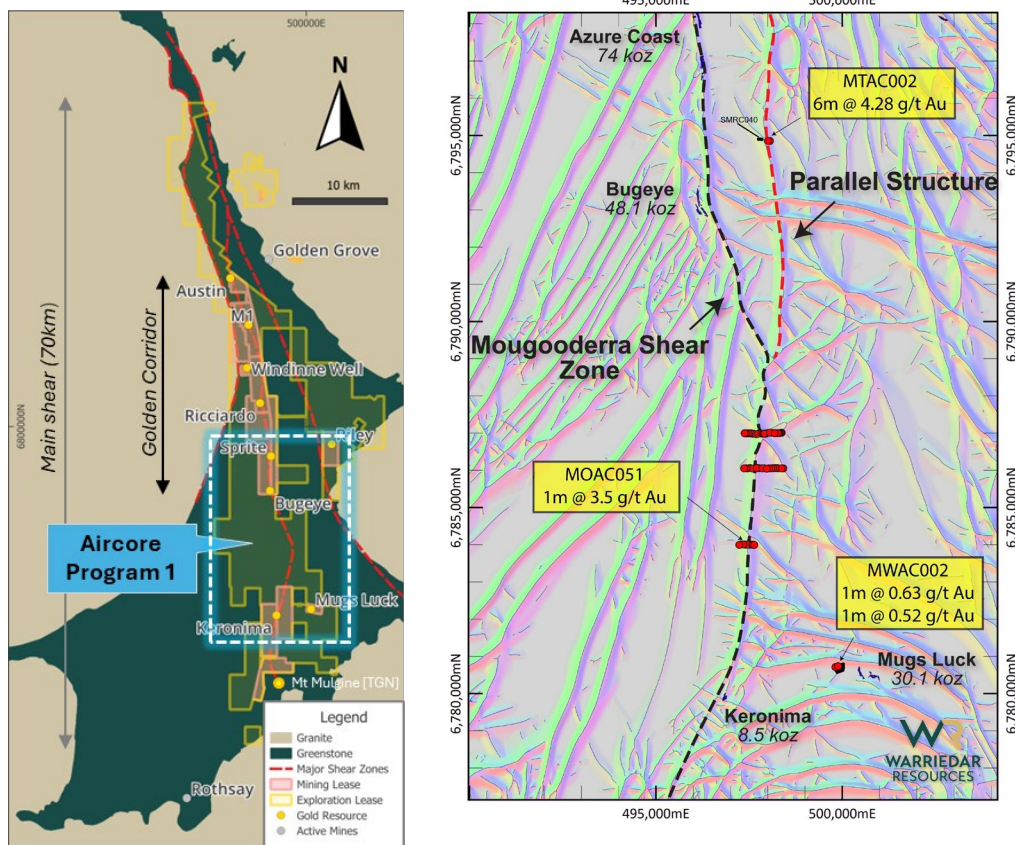 500000E
N
10 km
Golden Grove
Austin
M1
Windinne Well
Ricciardo
Riley
Sprite
Bugeye
Mugs Luck
Keronima
Mt Mulgine [TGN]
Rothsay
Main shear (70km)
Golden Corridor
6800000N
Aircore
Program 1
Legend
Granite
Greenstone
Major Shear Zones
Mining Lease
Exploration Lease
Gold Resource
Active Mines
495,000mE
500,000mE
Azure Coast
74 koz
MTAC002
6m @ 4.28 g/t Au
SMRC040
6,795,000mN
6,795,000mN
Parallel Structure
Bugeye
48.1 koz
6,790,000mN
6,790,000mN
Mougooderra Shear
Zone
MOAC051
1m @ 3.5 g/t Au
6,785,000mN
6,785,000mN
MWAC002
1m @ 0.63 g/t Au
1m @ 0.52 g/t Au
Mugs Luck
30.1 koz
6,780,000mN
6,780,000mN
Keronima
8.5 koz
WR
WARRIEDAR
RESOURCES
495,000mE
500,000mE